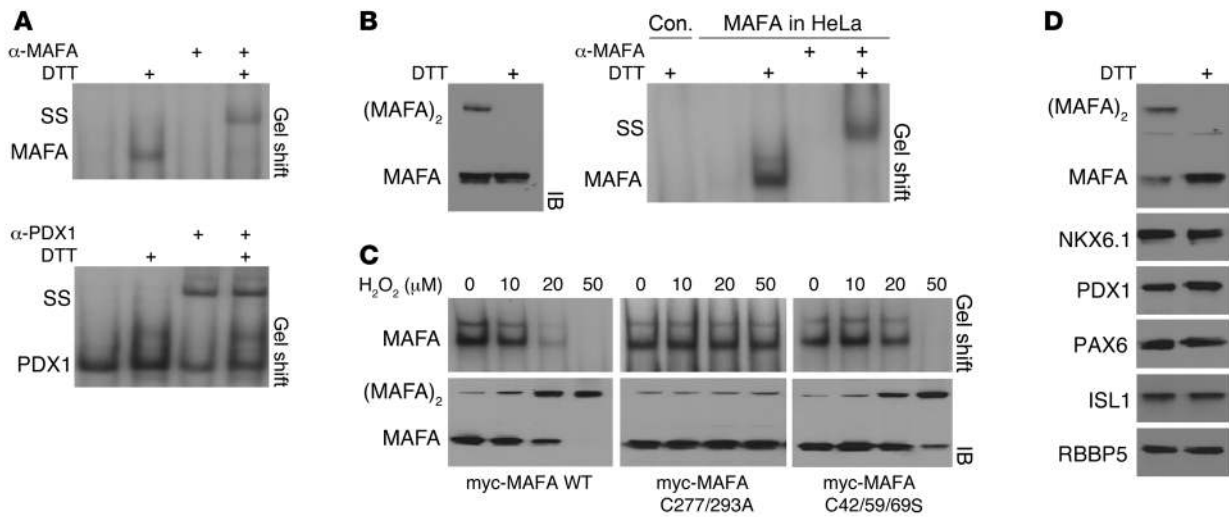 A
α-MAFA + +
DTT + +
SS
MAFA
Gel shift
α-PDX1 + +
DTT + +
SS
PDX1
Gel shift
B
DTT +
(MAFA)2
MAFA
IB
Con. MAFA in HeLa
α-MAFA + +
DTT + + +
SS
MAFA
Gel shift
C
H2O2 (μM) 0 10 20 50 0 10 20 50 0 10 20 50
MAFA
Gel shift
(MAFA)2
MAFA
IB
myc-MAFA WT
myc-MAFA
C277/293A
myc-MAFA
C42/59/69S
D
DTT +
(MAFA)2
MAFA
NKX6.1
PDX1
PAX6
ISL1
RBBP5